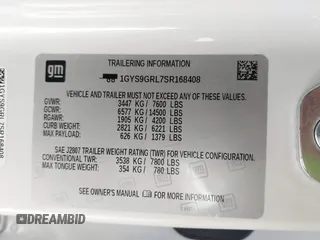 gm
TRAILERING INFORMATION
1GYS9GRL7SR168408
VEHICLE AND TRAILER MUST NOT EXCEED ANY OF THESE VALUES:
GVWR: 3447 KG/ 7600 LBS
GCWR: 6577 KG/ 14500 LBS
RGAWR: 1905 KG/ 4200 LBS
CURB WEIGHT: 2821 KG/ 6221 LBS
MAX PAYLOAD: 626 KG/ 1379 LBS
SAE J2807 TRAILER WEIGHT RATING (TWR) FOR VEHICLE CONFIGURATION.
CONVENTIONAL TWR: 3538 KG/ 7800 LBS
MAX TONGUE WEIGHT: 354 KG/ 780 LBS
SEE OWNER'S MANUAL FOR ADDITIONAL INFORMATION.
1GYS9GRL7SR168408
DREAMBID